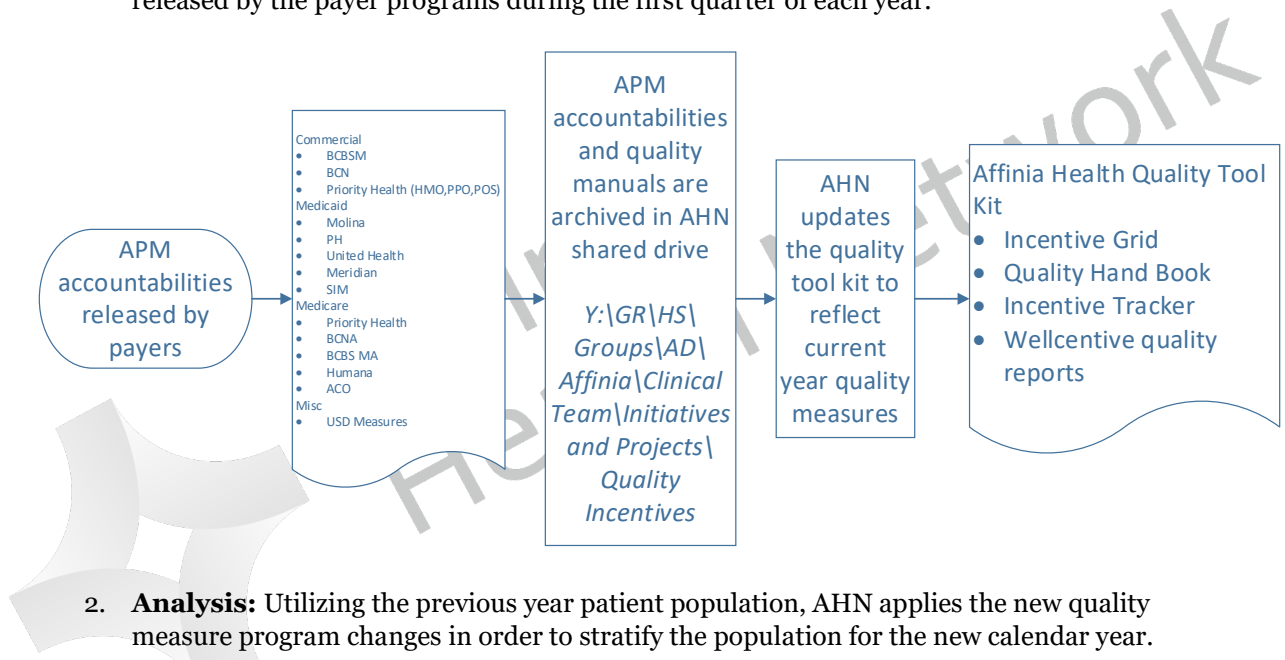 released by the payer programs during the first quarter of each year.
APM
accountabilities
released by
payers
Commercial
• BCBSM
• BCN
• Priority Health (HMO,PPO,POS)
Medicaid
• Molina
• PH
• United Health
• Meridian
• SIM
Medicare
• Priority Health
• BCNA
• BCBS MA
• Humana
• ACO
Misc
• USD Measures
APM
accountabilities
and quality
manuals are
archived in AHN
shared drive
Y:\GR\HS\
Groups\AD\
Affinia\Clinical
Team\Initiatives
and Projects\
Quality
Incentives
AHN
updates
the quality
tool kit to
reflect
current
year quality
measures
Affinia Health Quality Tool
Kit
• Incentive Grid
• Quality Hand Book
• Incentive Tracker
• Wellcentive quality
reports
2. Analysis: Utilizing the previous year patient population, AHN applies the new quality
measure program changes in order to stratify the population for the new calendar year.